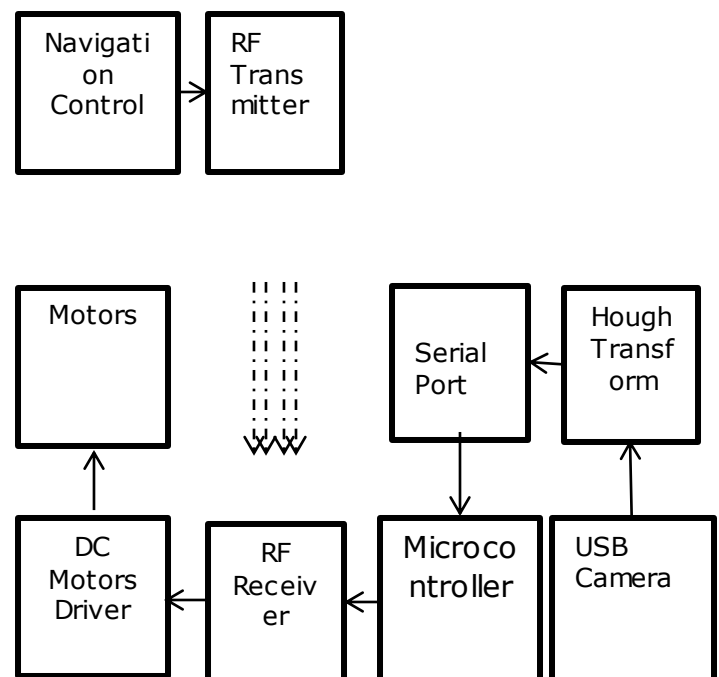 Navigati
on
Control
RF
Trans
mitter
Motors
Serial
Port
Hough
Transf
orm
DC
Motors
Driver
RF
Receiv
er
Microco
ntroller
USB
Camera